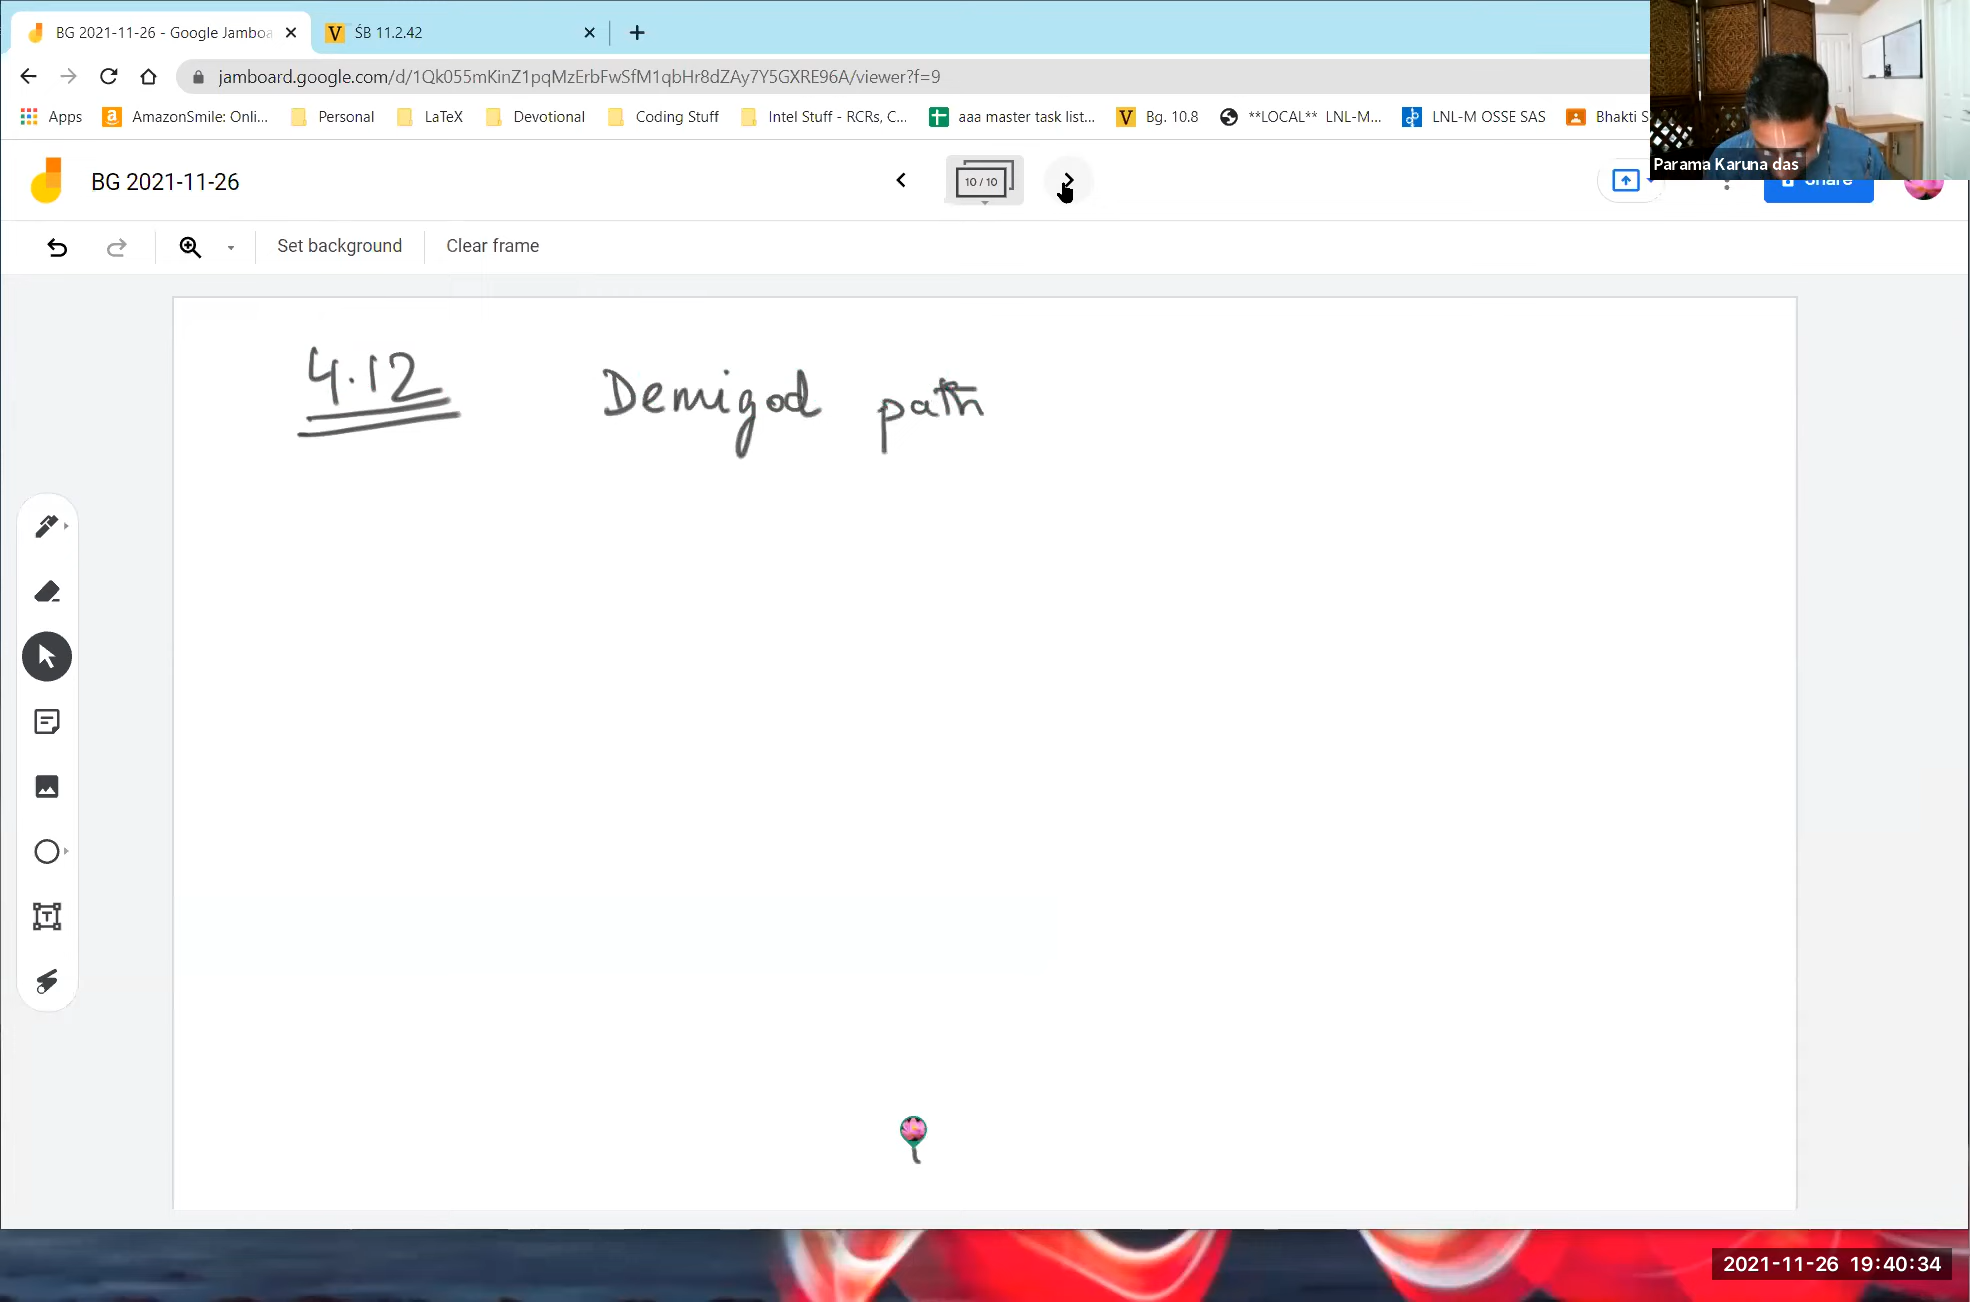 BG 2021-11-26 - Google Jamboa
ŚB 11.2.42
jamboard.google.com/d/1Qk055mKinZ1pqMzErbFwSfM1qbHr8dZAy7Y5GXRE96A/viewer?f=9
Apps AmazonSmile: Onli... Personal LaTeX Devotional Coding Stuff Intel Stuff - RCRs, C... aaa master task list... Bg. 10.8 **LOCAL** LNL-M... LNL-M OSSE SAS Bhakti S
Parama Karuna das
BG 2021-11-26
10 / 10
Share
Set background Clear frame
4.12 Demigod path
2021-11-26 19:40:34